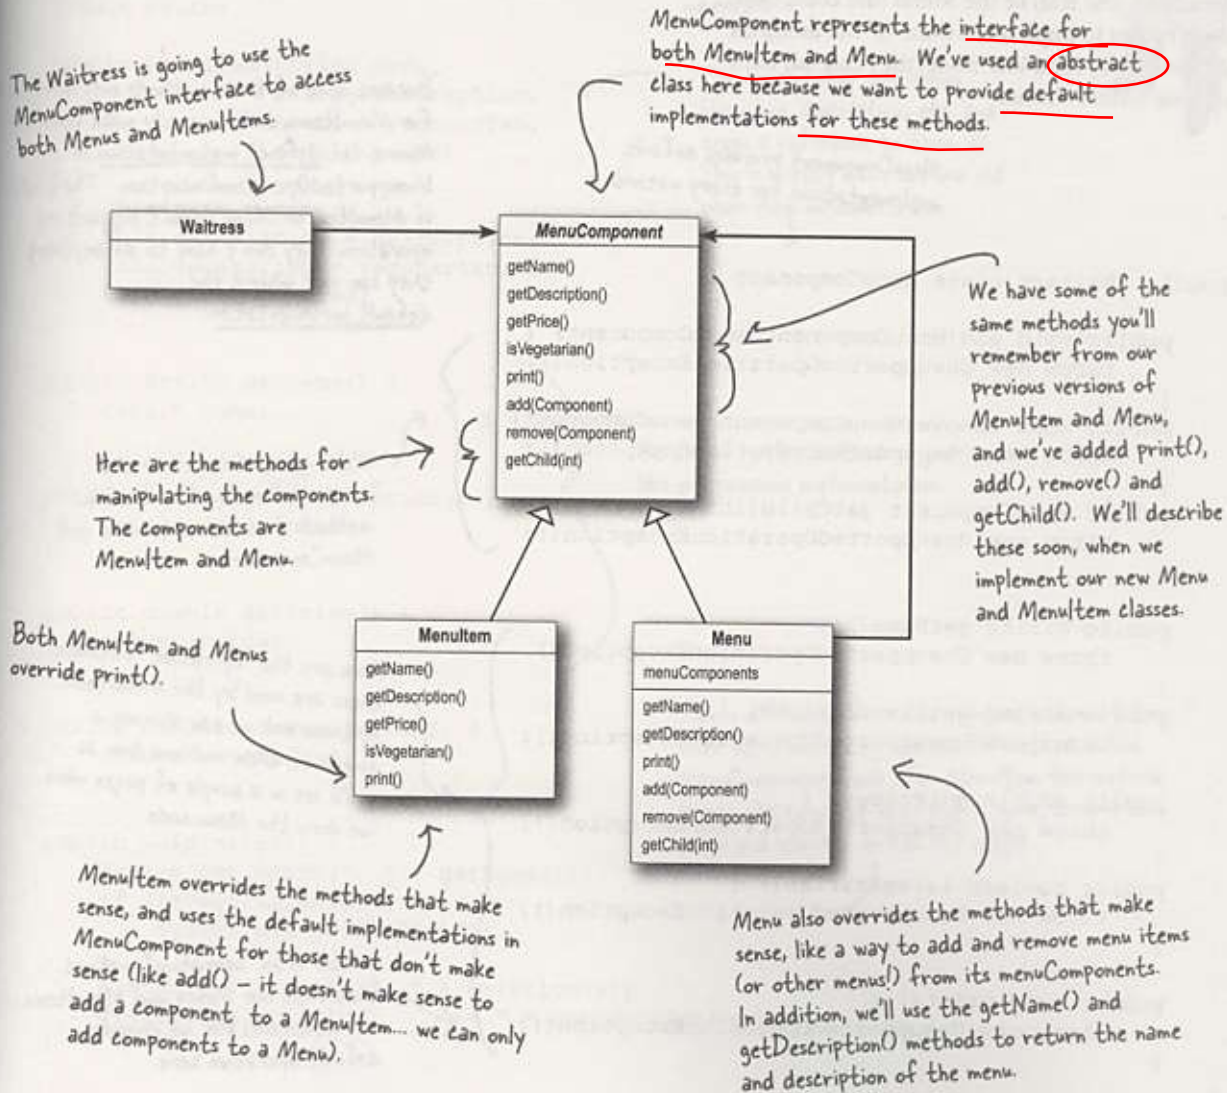 MenuComponent represents the interface for
both MenuItem and Menu. We've used an abstract
class here because we want to provide default
implementations for these methods.
The Waitress is going to use the
MenuComponent interface to access
both Menus and MenuItems.
Waitress
MenuComponent
getName()
getDescription()
getPrice()
isVegetarian()
print()
add(Component)
remove(Component)
getChild(int)
We have some of the
same methods you'll
remember from our
previous versions of
MenuItem and Menu,
and we've added print(),
add(), remove() and
getChild(). We'll describe
these soon, when we
implement our new Menu
and MenuItem classes.
Here are the methods for
manipulating the components.
The components are
MenuItem and Menu.
Both MenuItem and Menus
override print().
MenuItem
getName()
getDescription()
getPrice()
isVegetarian()
print()
Menu
menuComponents
getName()
getDescription()
print()
add(Component)
remove(Component)
getChild(int)
MenuItem overrides the methods that make
sense, and uses the default implementations in
MenuComponent for those that don't make
sense (like add() – it doesn't make sense to
add a component to a MenuItem... we can only
add components to a Menu).
Menu also overrides the methods that make
sense, like a way to add and remove menu items
(or other menus!) from its menuComponents.
In addition, we'll use the getName() and
getDescription() methods to return the name
and description of the menu.